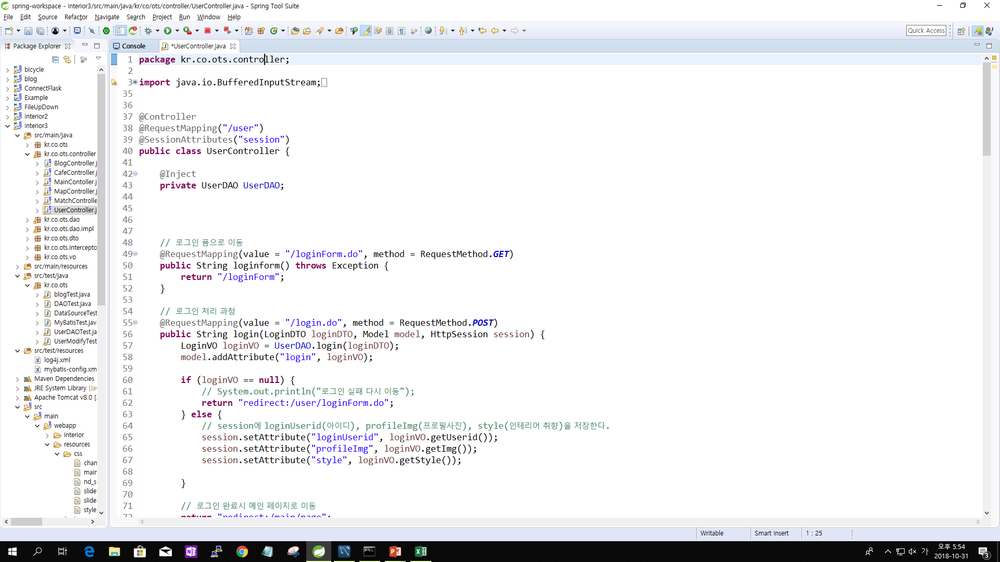 spring-workspace - Interior3/src/main/java/kr/co/ots/controller/UserController.java - Spring Tool Suite
File Edit Source Refactor Navigate Search Project Run Window Help
Quick Access
Package Explorer
Console
*UserController.java
bicycle
blog
ConnectFlask
Example
FileUpDown
Interior2
Interior3
src/main/java
kr.co.ots
kr.co.ots.controller
BlogController.j
CafeController.j
MainContoller.j
MapController.j
MatchControlle
UserController.j
kr.co.ots.dao
kr.co.ots.dao.impl
kr.co.ots.dto
kr.co.ots.intercepto
kr.co.ots.vo
src/main/resources
src/test/java
kr.co.ots
blogTest.java
DAOTest.java
DataSourceTest
MyBatisTest.jav
UserDAOTest.ja
UserModifyTest
src/test/resources
log4j.xml
mybatis-config.xm
Maven Dependencies
JRE System Library [Ja
Apache Tomcat v8.0 [
src
main
webapp
interior
resources
css
chan
main
nd_s
slide
slide
style
1 package kr.co.ots.controller;
2
3 import java.io.BufferedInputStream;
35
36
37 @Controller
38 @RequestMapping("/user")
39 @SessionAttributes("session")
40 public class UserController {
41
42 @Inject
43 private UserDAO UserDAO;
44
45
46
47
48 // 로그인 폼으로 이동
49 @RequestMapping(value = "/loginForm.do", method = RequestMethod.GET)
50 public String loginform() throws Exception {
51 return "/loginForm";
52 }
53
54 // 로그인 처리 과정
55 @RequestMapping(value = "/login.do", method = RequestMethod.POST)
56 public String login(LoginDTO loginDTO, Model model, HttpSession session) {
57 LoginVO loginVO = UserDAO.login(loginDTO);
58 model.addAttribute("login", loginVO);
59
60 if (loginVO == null) {
61 // System.out.println("로그인 실패 다시 이동");
62 return "redirect:/user/loginForm.do";
63 } else {
64 // session에 loginUserid(아이디), profileImg(프로필사진), style(인테리어 취향)을 저장한다.
65 session.setAttribute("loginUserid", loginVO.getUserid());
66 session.setAttribute("profileImg", loginVO.getImg());
67 session.setAttribute("style", loginVO.getStyle());
68
69 }
70
71 // 로그인 완료시 메인 페이지로 이동
72 return "redirect:/main/page";
Writable
Smart Insert
1 : 25
가
오후 5:54
2018-10-31
3